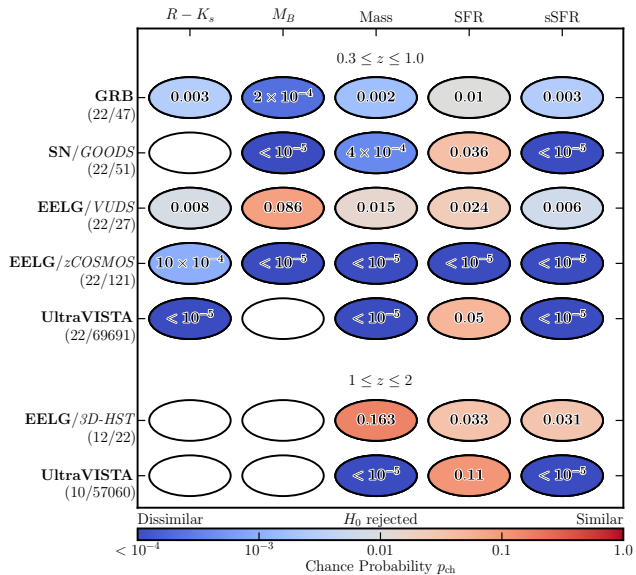 R − Kₛ M_B Mass SFR sSFR
0.3 ≤ z ≤ 1.0
GRB 0.003 2 × 10⁻⁴ 0.002 0.01 0.003
(22/47)
SN/GOODS < 10⁻⁵ 4 × 10⁻⁴ 0.036 < 10⁻⁵
(22/51)
EELG/VUDS 0.008 0.086 0.015 0.024 0.006
(22/27)
EELG/zCOSMOS 10 × 10⁻⁴ < 10⁻⁵ < 10⁻⁵ < 10⁻⁵ < 10⁻⁵
(22/121)
UltraVISTA < 10⁻⁵ < 10⁻⁵ 0.05 < 10⁻⁵
(22/69691)
1 ≤ z ≤ 2
EELG/3D-HST 0.163 0.033 0.031
(12/22)
UltraVISTA < 10⁻⁵ 0.11 < 10⁻⁵
(10/57060)
Dissimilar H₀ rejected Similar
< 10⁻⁴ 10⁻³ 0.01 0.1 1.0
Chance Probability p_ch